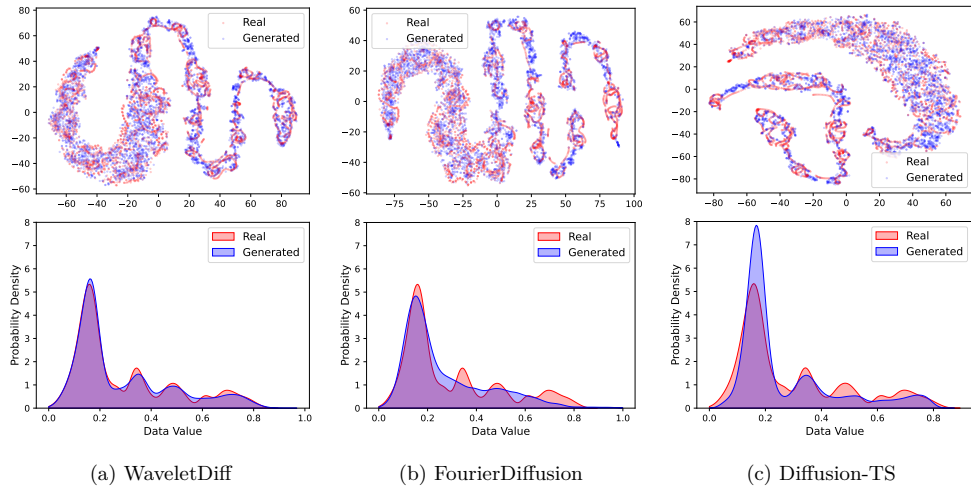 80
60
40
20
0
−20
−40
−60
−60 −40 −20 0 20 40 60 80
Real
Generated
80
60
40
20
0
−20
−40
−60
−75 −50 −25 0 25 50 75 100
Real
Generated
60
40
20
0
−20
−40
−60
−80
−80 −60 −40 −20 0 20 40 60
Real
Generated
8
7
6
5
4
3
2
1
0
Probability Density
0.0 0.2 0.4 0.6 0.8 1.0
Data Value
Real
Generated
8
7
6
5
4
3
2
1
0
Probability Density
0.0 0.2 0.4 0.6 0.8 1.0
Data Value
Real
Generated
8
7
6
5
4
3
2
1
0
Probability Density
0.0 0.2 0.4 0.6 0.8
Data Value
Real
Generated
(a) WaveletDiff
(b) FourierDiffusion
(c) Diffusion-TS